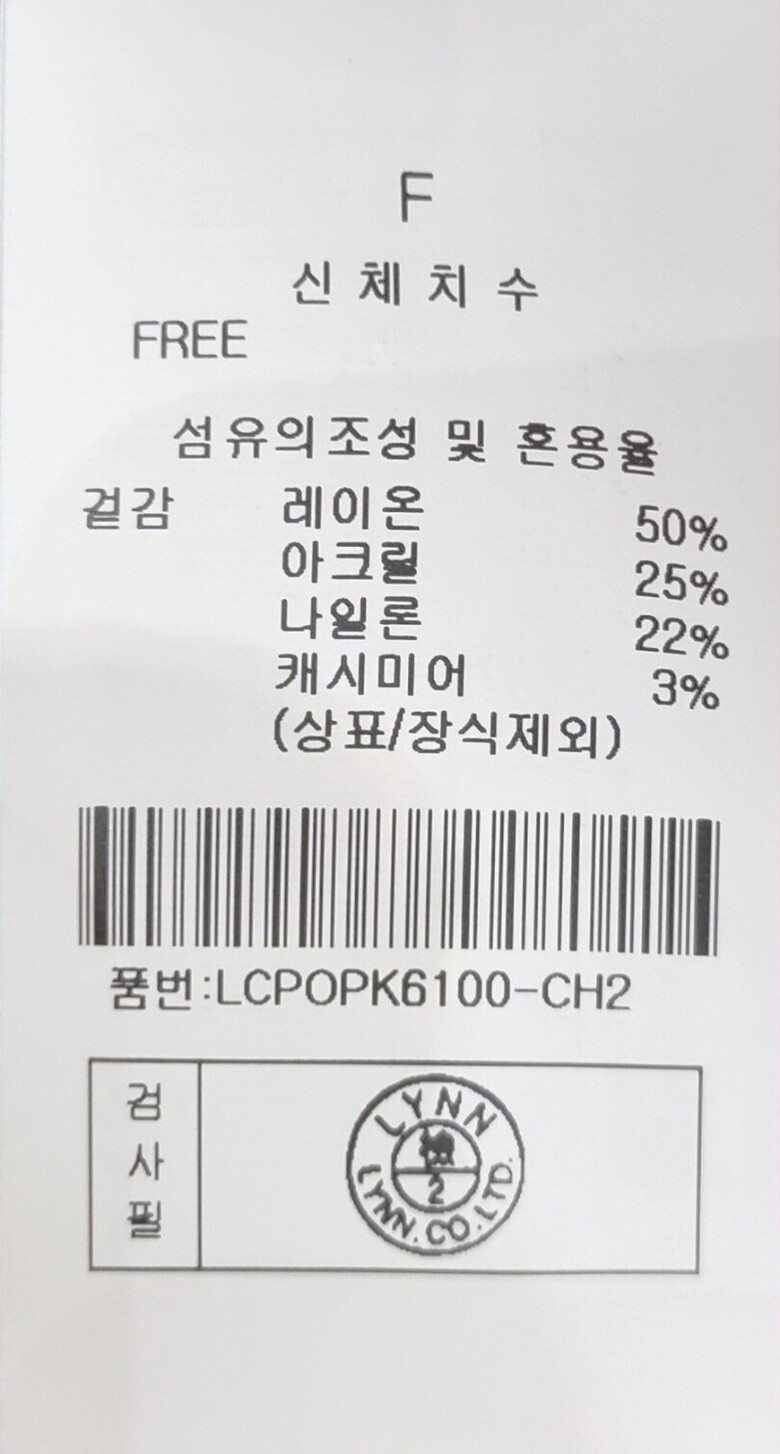 F
신체치수
FREE
섬유의조성 및 혼용율
겉감 레이온 50%
아크릴 25%
나일론 22%
캐시미어 3%
(상표/장식제외)
품번:LCPOPK6100-CH2
검사필
LYNN
2
LYNN.CO.LTD.